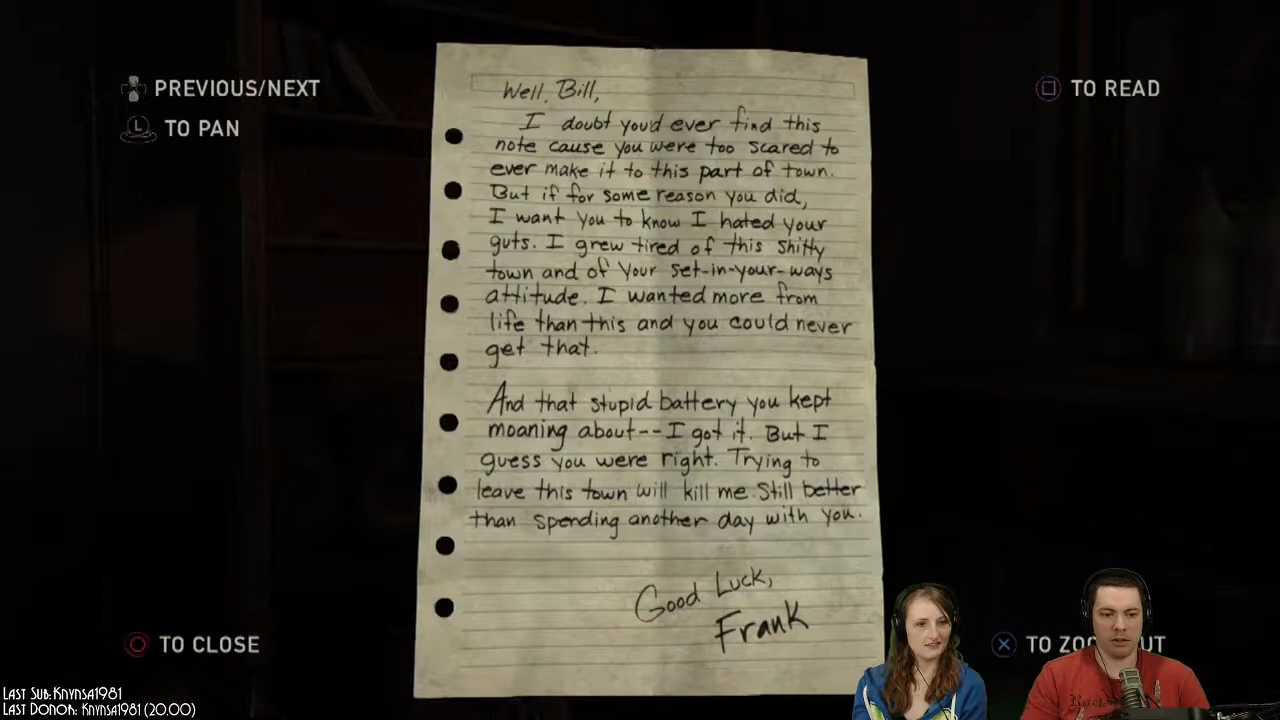 PREVIOUS/NEXT
L TO PAN
TO READ
Well, Bill,
I doubt you'd ever find this
note cause you were too scared to
ever make it to this part of town.
But if for some reason you did,
I want you to know I hated your
guts. I grew tired of this shitty
town and of your set-in-your-ways
attitude. I wanted more from
life than this and you could never
get that.
And that stupid battery you kept
moaning about--I got it. But I
guess you were right. Trying to
leave this town will kill me. Still better
than spending another day with you.
Good Luck,
Frank
TO CLOSE
Last Sub: Knynsa1981
Last Donor: Knynsa1981 (20.00)